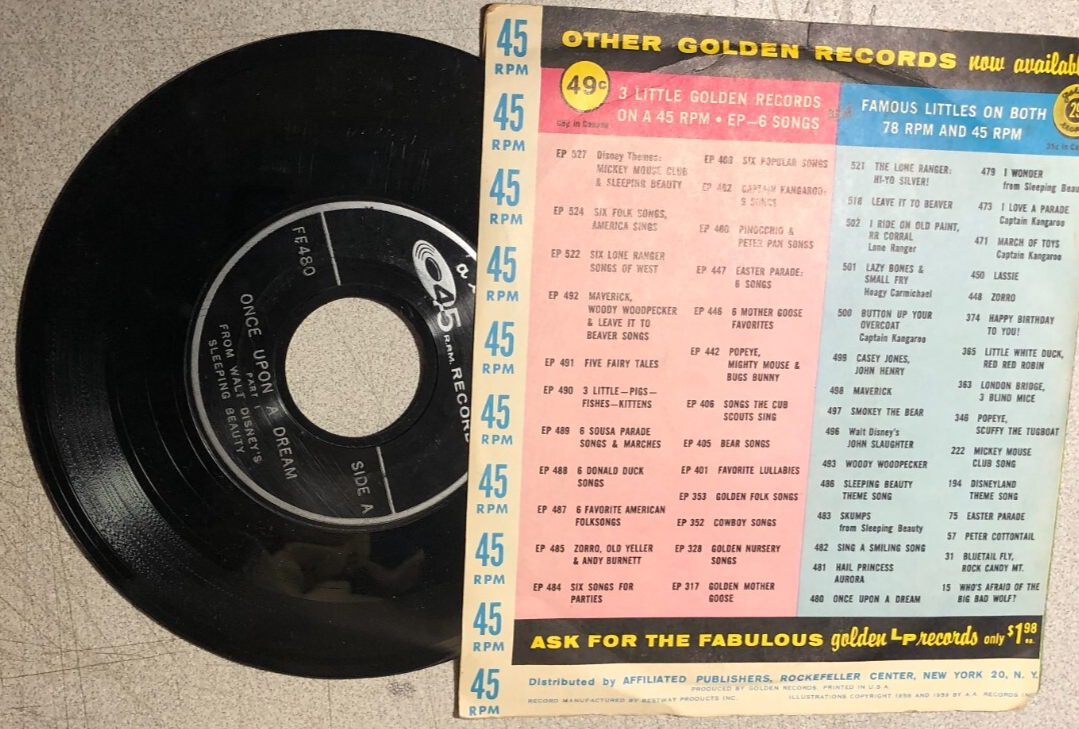 FE480
45 RPM RECORD
ONCE UPON A DREAM
PART I
FROM WALT DISNEY'S
SLEEPING BEAUTY
SIDE A
45
RPM
45
RPM
45
RPM
45
RPM
45
RPM
45
RPM
45
RPM
45
RPM
45
RPM
45
RPM
OTHER GOLDEN RECORDS now
49¢
in Canada
3 LITTLE GOLDEN RECORDS
ON A 45 RPM • EP—6 SONGS
EP 527 Disney Themes:
MICKEY MOUSE CLUB
& SLEEPING BEAUTY
EP 524 SIX FOLK SONGS,
AMERICA SINGS
EP 522 SIX LONE RANGER
SONGS OF WEST
EP 492 MAVERICK,
WOODY WOODPECKER
& LEAVE IT TO
BEAVER SONGS
EP 491 FIVE FAIRY TALES
EP 490 3 LITTLE—PIGS—
FISHES—KITTENS
EP 489 6 SOUSA PARADE
SONGS & MARCHES
EP 488 6 DONALD DUCK
SONGS
EP 487 6 FAVORITE AMERICAN
FOLKSONGS
EP 485 ZORRO, OLD YELLER
& ANDY BURNETT
EP 484 SIX SONGS FOR
PARTIES
EP SIX POPULAR SONGS
EP 462 CAPTAIN KANGAROO:
SONGS
EP 460 PINOCCHIO &
PETER PAN SONGS
EP 447 EASTER PARADE:
6 SONGS
EP 446 6 MOTHER GOOSE
FAVORITES
EP 442 POPEYE,
MIGHTY MOUSE &
BUGS BUNNY
EP 406 SONGS THE CUB
SCOUTS SING
EP 405 BEAR SONGS
EP 401 FAVORITE LULLABIES
EP 353 GOLDEN FOLK SONGS
EP 352 COWBOY SONGS
EP 328 GOLDEN NURSERY
SONGS
EP 317 GOLDEN MOTHER
GOOSE
FAMOUS LITTLES ON BOTH
78 RPM AND 45 RPM
521 THE LONE RANGER:
HI-YO SILVER!
518 LEAVE IT TO BEAVER
502 I RIDE ON OLD PAINT,
RR CORRAL
Lone Ranger
501 LAZY BONES &
SMALL FRY
Hoagy Carmichael
500 BUTTON UP YOUR
OVERCOAT
Captain Kangaroo
499 CASEY JONES,
JOHN HENRY
498 MAVERICK
497 SMOKEY THE BEAR
496 Walt Disney's
JOHN SLAUGHTER
493 WOODY WOODPECKER
486 SLEEPING BEAUTY
THEME SONG
483 SKUMPS
from Sleeping Beauty
482 SING A SMILING SONG
481 HAIL PRINCESS
AURORA
480 ONCE UPON A DREAM
479 I WONDER
from Sleeping
473 I LOVE A PARADE
Captain Kangaroo
471 MARCH OF TOYS
Captain Kangaroo
450 LASSIE
448 ZORRO
374 HAPPY BIRTHDAY
TO YOU!
365 LITTLE WHITE DUCK,
RED RED ROBIN
363 LONDON BRIDGE,
3 BLIND MICE
346 POPEYE,
SCUFFY THE TUGBOAT
222 MICKEY MOUSE
CLUB SONG
194 DISNEYLAND
THEME SONG
75 EASTER PARADE
57 PETER COTTONTAIL
31 BLUETAIL FLY,
ROCK CANDY MT.
15 WHO'S AFRAID OF THE
BIG BAD WOLF?
ASK FOR THE FABULOUS golden LP records only $1.98 ea.
Distributed by AFFILIATED PUBLISHERS, ROCKEFELLER CENTER, NEW YORK 20, N. Y.
PRODUCED BY GOLDEN RECORDS. PRINTED IN U.S.A.
RECORD MANUFACTURED BY BESTWAY PRODUCTS INC. ILLUSTRATIONS COPYRIGHT 1958 AND 1959 BY A.A. RECORDS